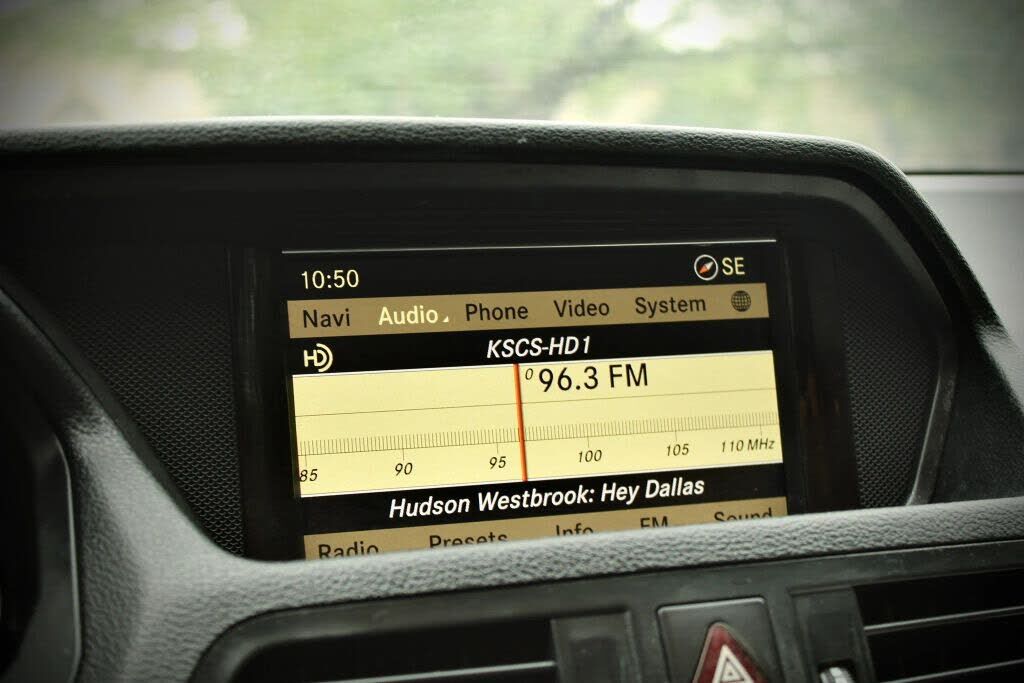 10:50 SE
Navi Audio Phone Video System
HD KSCS-HD1
0 96.3 FM
85 90 95 100 105 110 MHz
Hudson Westbrook: Hey Dallas
Radio Presets Info FM Sound